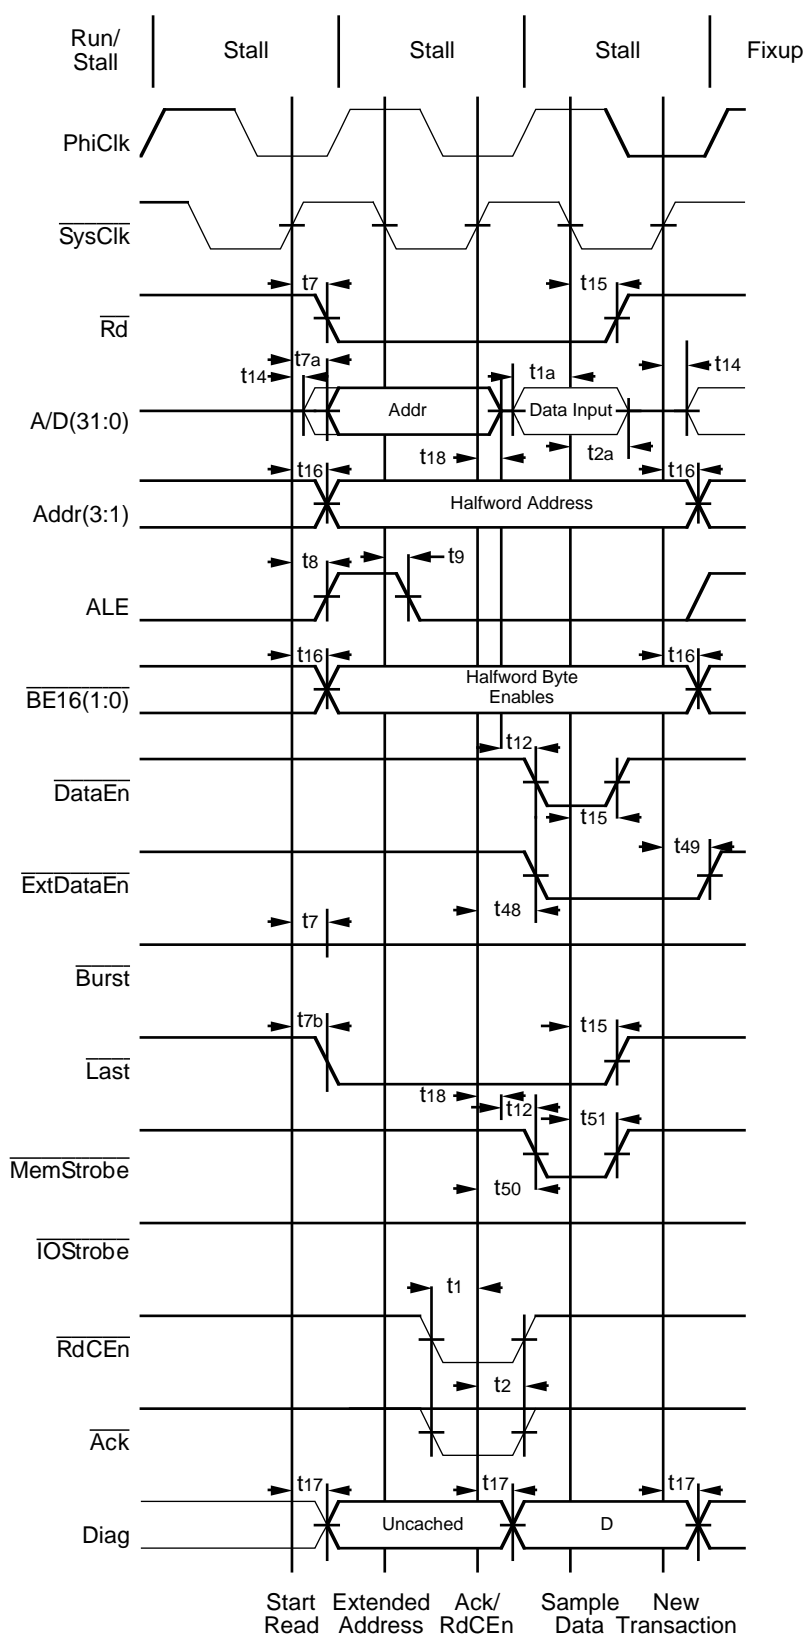 Run/ Stall Stall Stall Fixup
Stall
PhiClk
SysClk
t7 t15
Rd
t7a
t14 t1a t14
A/D(31:0) Addr Data Input
t18 t2a
t16 t16
Addr(3:1) Halfword Address
t8 t9
ALE
t16 t16
BE16(1:0) Halfword Byte
Enables
t12
DataEn
t15
t49
ExtDataEn
t48
t7
Burst
t7b t15
Last
t18 t12 t51
MemStrobe
t50
IOStrobe
t1
RdCEn
t2
Ack
t17 t17 t17
Diag Uncached D
Start Extended Ack/ Sample New
Read Address RdCEn Data Transaction